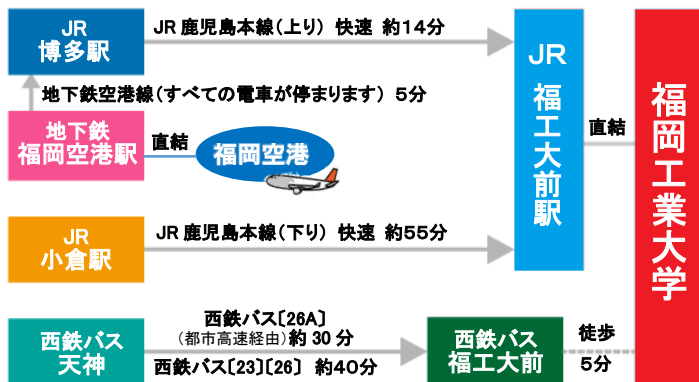 JR
博多駅
JR 鹿児島本線(上り) 快速 約14分
地下鉄空港線(すべての電車が停まります) 5分
地下鉄
福岡空港駅
直結
福岡空港
JR
小倉駅
JR 鹿児島本線(下り) 快速 約55分
JR
福工大前駅
直結
福岡工業大学
西鉄バス
天神
西鉄バス〔26A〕
(都市高速経由)約30分
西鉄バス〔23〕〔26〕 約40分
西鉄バス
福工大前
徒歩
5分